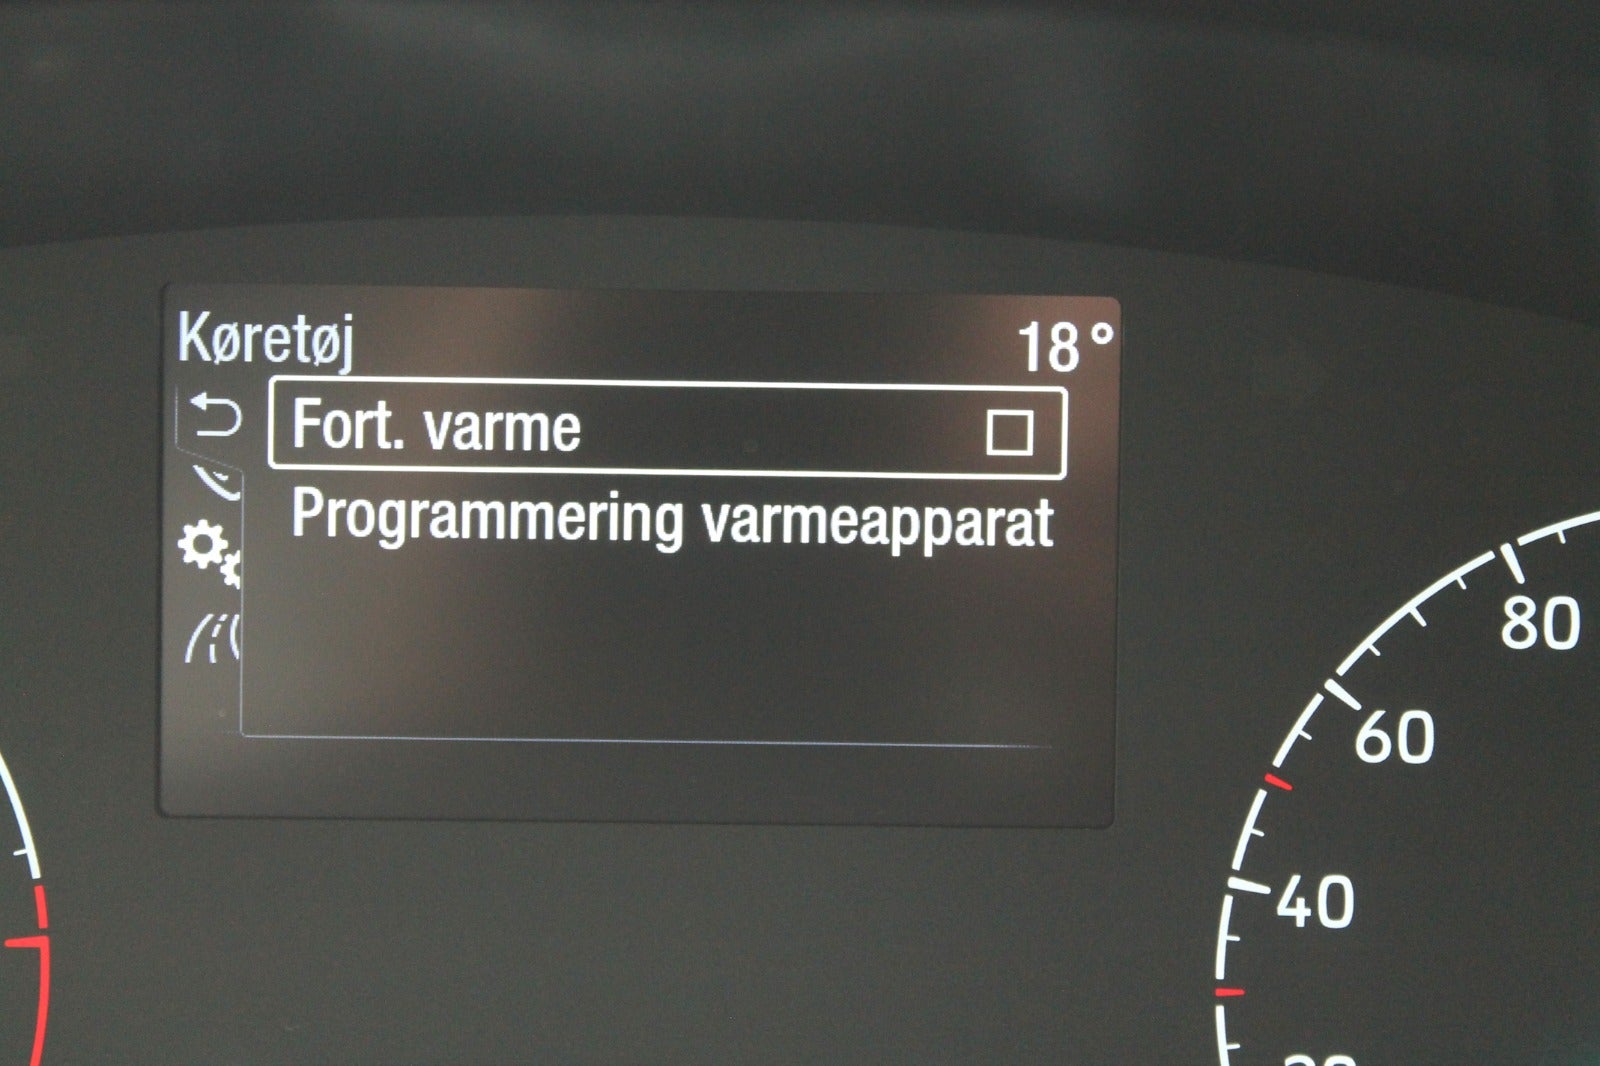 Køretøj
18°
Fort. varme
Programmering varmeapparat
80
60
40